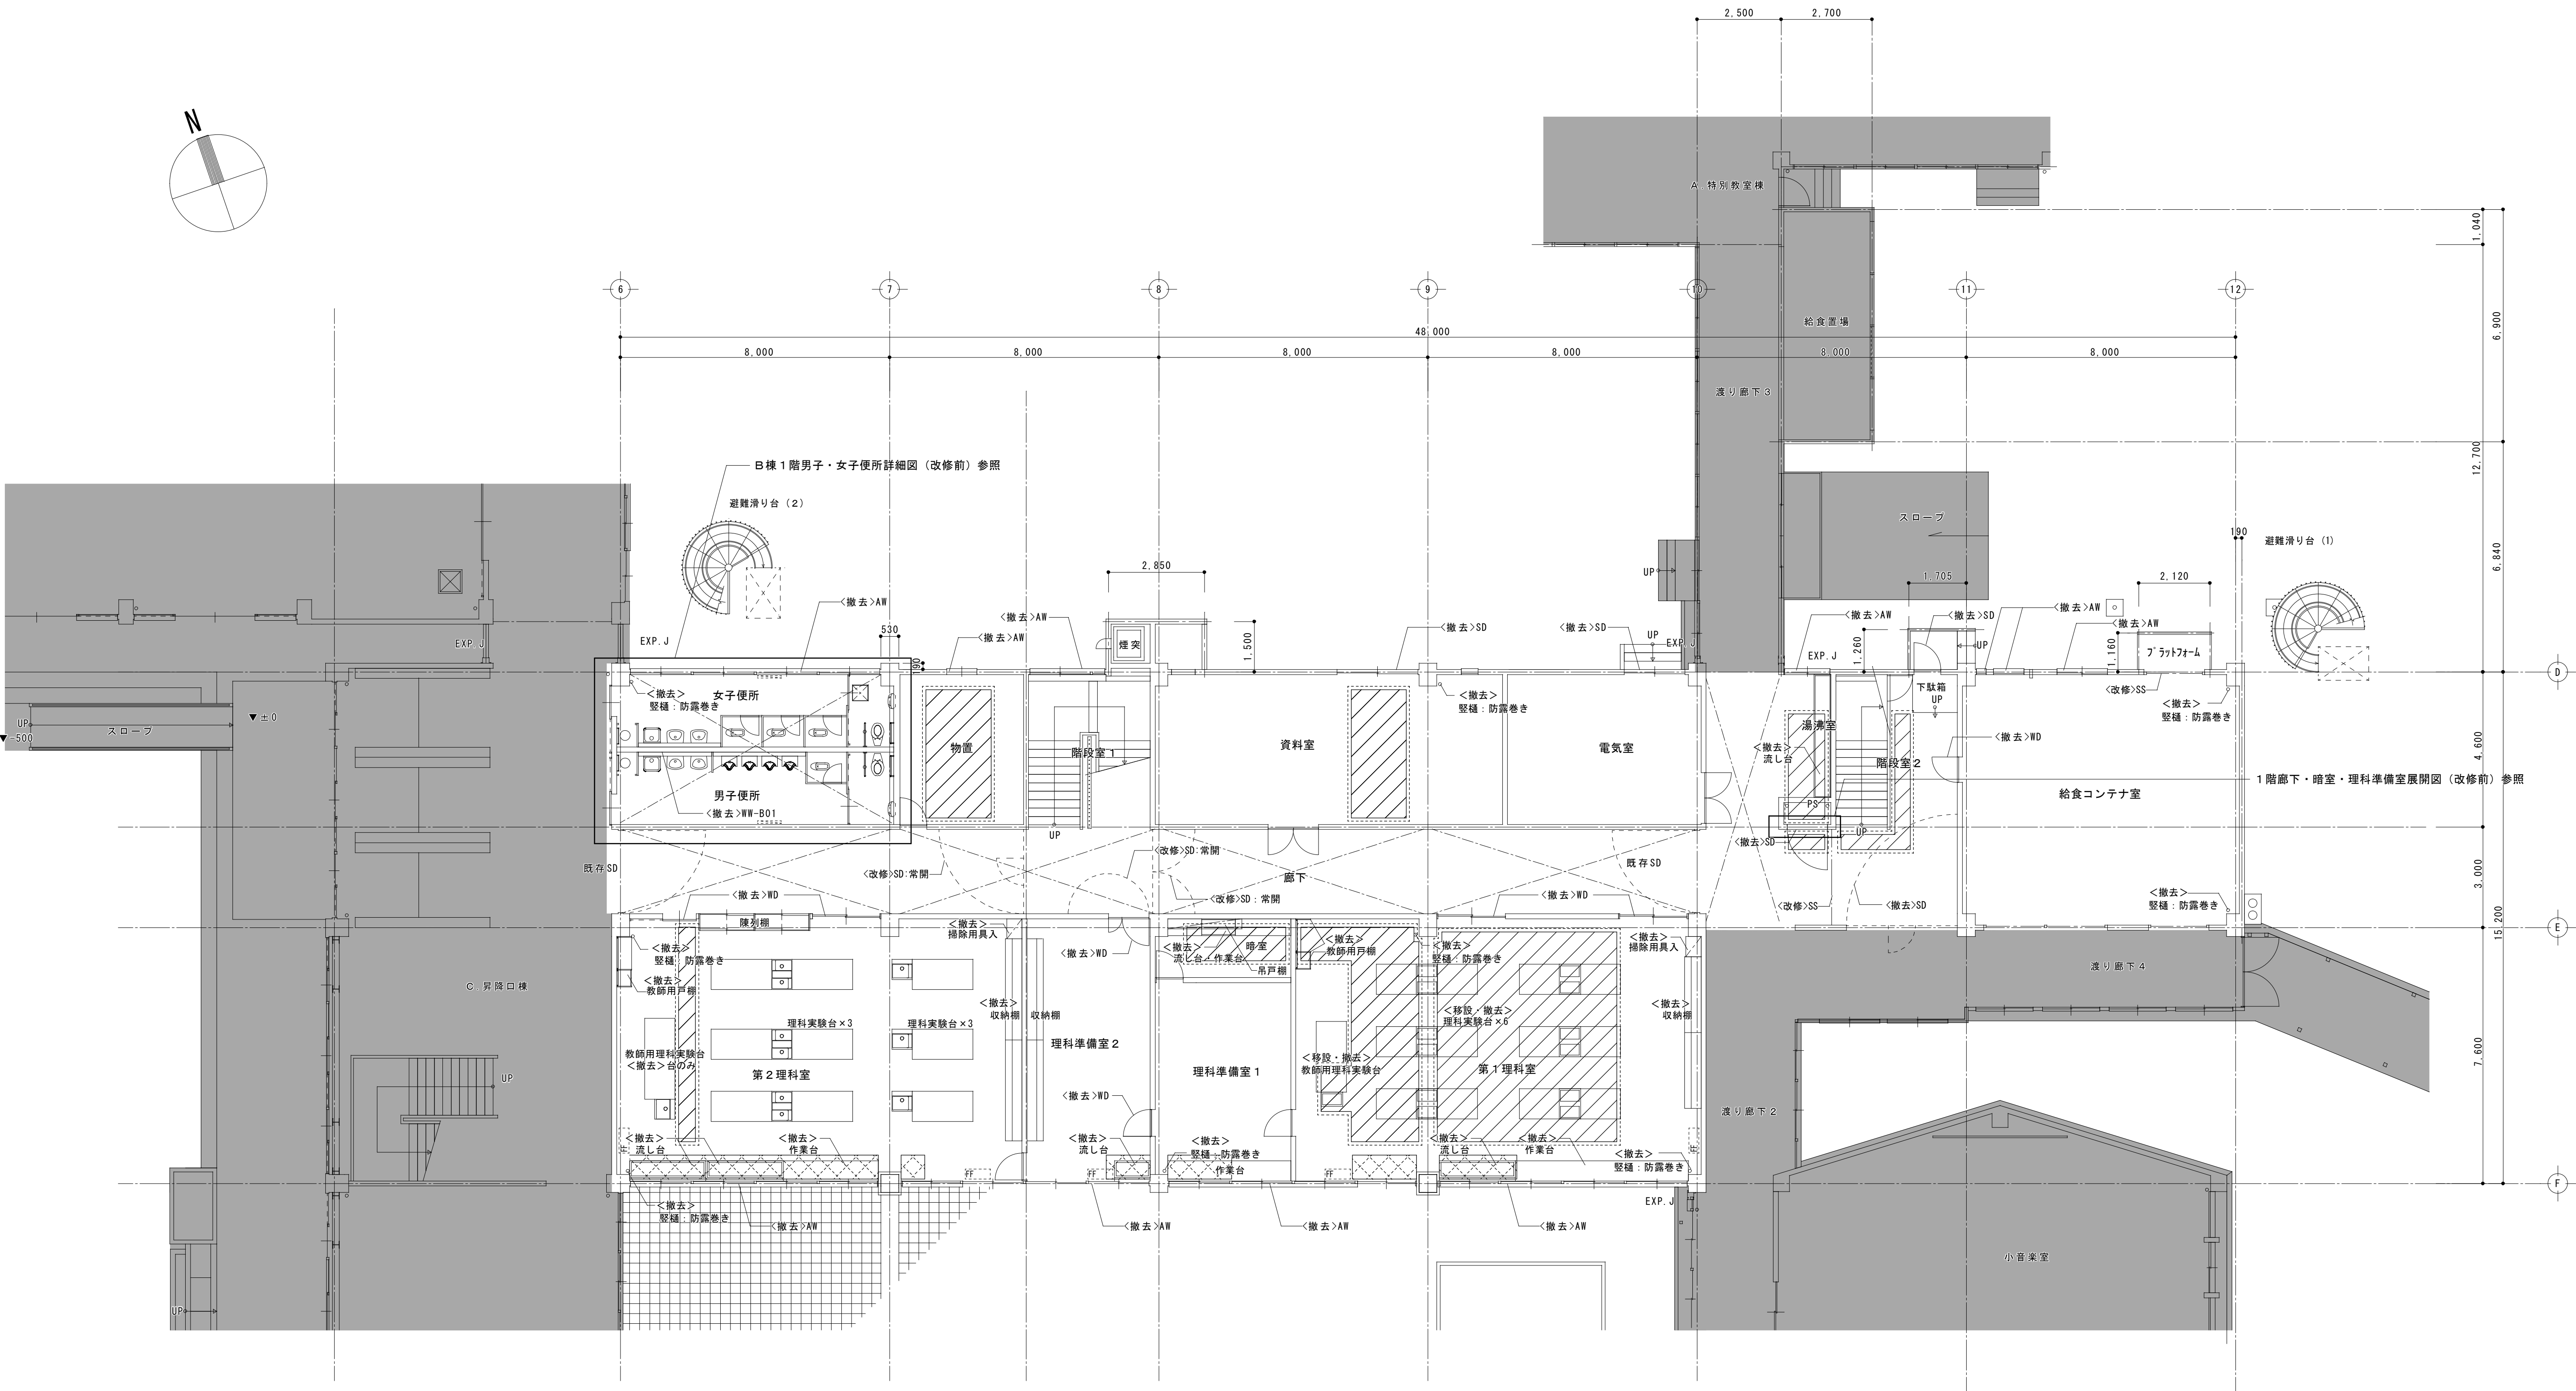 2,500
2,700
N
A.特別教室棟
1,040
6
7
8
9
10
11
12
給食置場
48,000
6,900
8,000
8,000
8,000
8,000
8,000
8,000
渡り廊下3
12,700
B棟1階男子・女子便所詳細図（改修前）参照
避難滑り台（2）
スロープ
190
避難滑り台（1）
6,840
2,850
UP
1,705
2,120
<撤去>AW
<撤去>AW
<撤去>AW
530
EXP.J
EXP.J
煙突
1,500
<撤去>SD
<撤去>SD
UP
EXP.J
<撤去>AW
<撤去>SD
<撤去>AW
<撤去>AW
1,260
UP
EXP.J
1,160
プラットフォーム
190
D
<撤去>
竪樋：防露巻き
女子便所
<撤去>
竪樋：防露巻き
下駄箱
UP
<改修>SS
<撤去>
竪樋：防露巻き
▼±0
UP
スロープ
▼-500
物置
階段室1
資料室
電気室
湯沸室
<撤去>
流し台
階段室2
<撤去>WD
4,600
1階廊下・暗室・理科準備室展開図（改修前）参照
男子便所
<撤去>WW-B01
給食コンテナ室
PS
UP
UP
<撤去>SD
既存SD
<改修>SD:常開
<改修>SD:常開
廊下
既存SD
3,000
<撤去>WD
陳列棚
<改修>SD：常開
<撤去>WD
<改修>SS
<撤去>SD
<撤去>
竪樋：防露巻き
15,200
E
<撤去>
掃除用具入
<撤去>WD
<撤去>
竪樋：防露巻き
<撤去>
教師用戸棚
<撤去>
流し台・作業台
暗室
吊戸棚
<撤去>
教師用戸棚
<撤去>
竪樋：防露巻き
<撤去>
掃除用具入
渡り廊下4
C.昇降口棟
<撤去>
収納棚
収納棚
理科実験台×3
理科実験台×3
<移設・撤去>
理科実験台×6
<撤去>
収納棚
教師用理科実験台
<撤去>台のみ
第2理科室
理科準備室2
理科準備室1
<移設・撤去>
教師用理科実験台
第1理科室
7,600
UP
<撤去>WD
渡り廊下2
<撤去>
流し台
<撤去>
作業台
<撤去>
流し台
<撤去>
竪樋：防露巻き
作業台
<撤去>
流し台
<撤去>
作業台
<撤去>
竪樋：防露巻き
FF
FF
FF
FF
FF
F
<撤去>
竪樋：防露巻き
<撤去>AW
<撤去>AW
<撤去>AW
<撤去>AW
EXP.J
小音楽室
UP